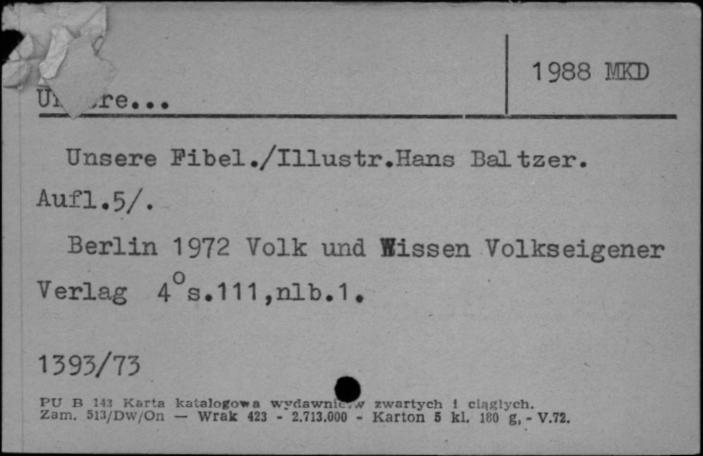 1988 MKD
Unsere...
Unsere Fibel./Illustr.Hans Baltzer.
Aufl.5/.
Berlin 1972 Volk und Wissen Volkseigener
Verlag 4°s.111,nlb.1.
1393/73
PU B 143 Karta katalogowa wydawnictw zwartych i ciągłych.
Zam. 513/Dw/On — Wrak 423 - 2.713.000 - Karton 5 kl. 180 g, - V.72.